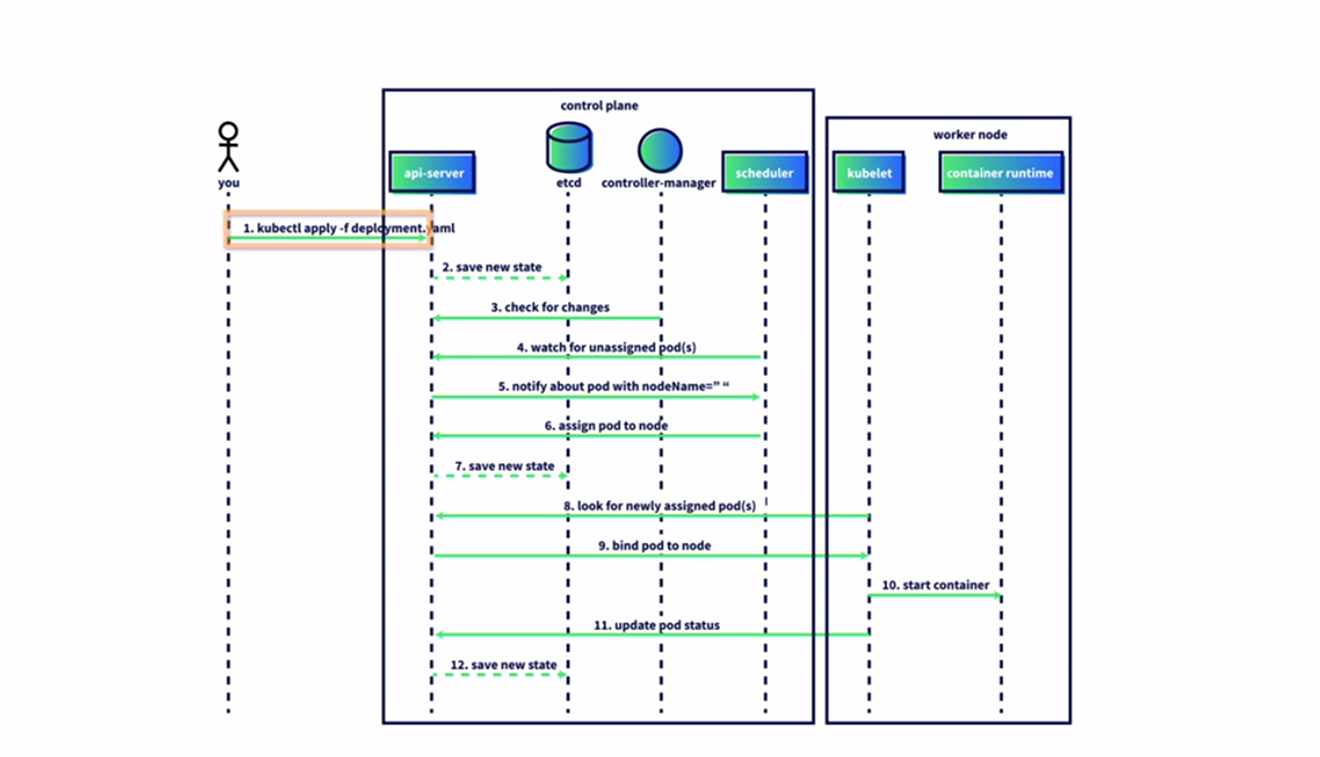 control plane
worker node
you
api-server
etcd
controller-manager
scheduler
kubelet
container runtime
1. kubectl apply -f deployment.yaml
2. save new state
3. check for changes
4. watch for unassigned pod(s)
5. notify about pod with nodeName=” “
6. assign pod to node
7. save new state
8. look for newly assigned pod(s)
9. bind pod to node
10. start container
11. update pod status
12. save new state